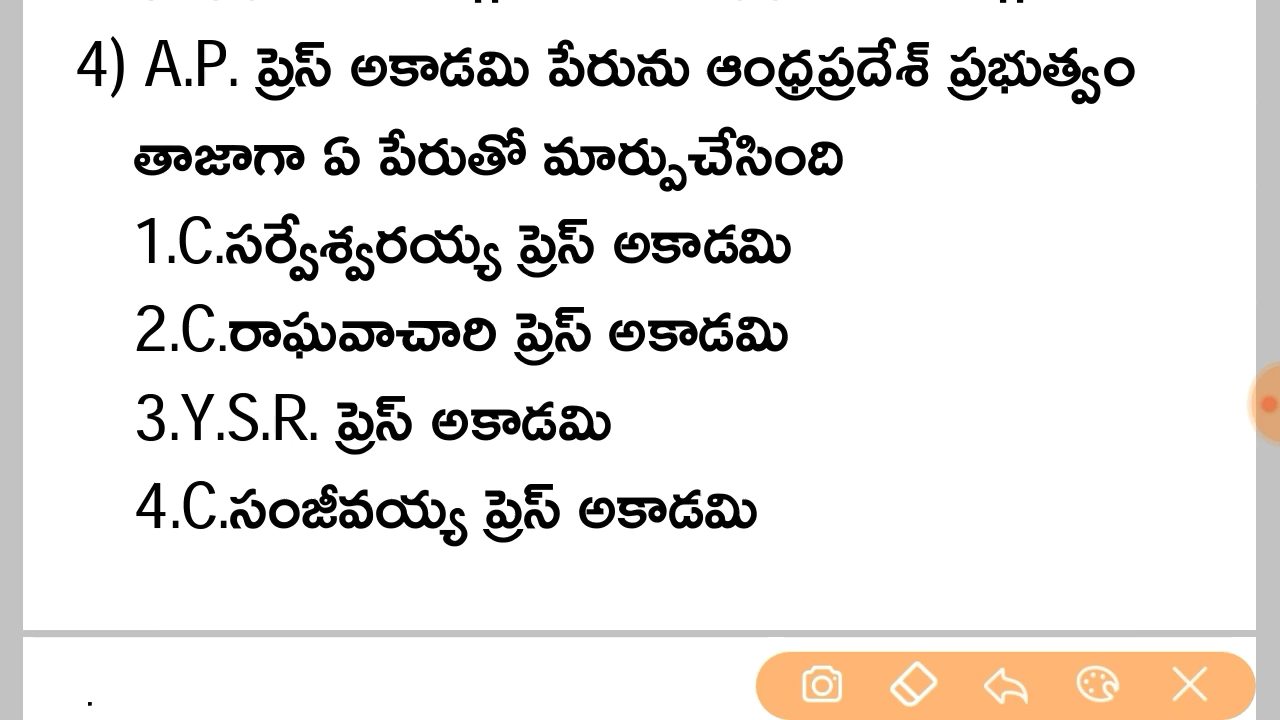 4) A.P. ప్రెస్ అకాడమి పేరును ఆంధ్రప్రదేశ్ ప్రభుత్వం
తాజాగా ఏ పేరుతో మార్పుచేసింది
1.C.సర్వేశ్వరయ్య ప్రెస్ అకాడమి
2.C.రాఘవాచారి ప్రెస్ అకాడమి
3.Y.S.R. ప్రెస్ అకాడమి
4.C.సంజీవయ్య ప్రెస్ అకాడమి